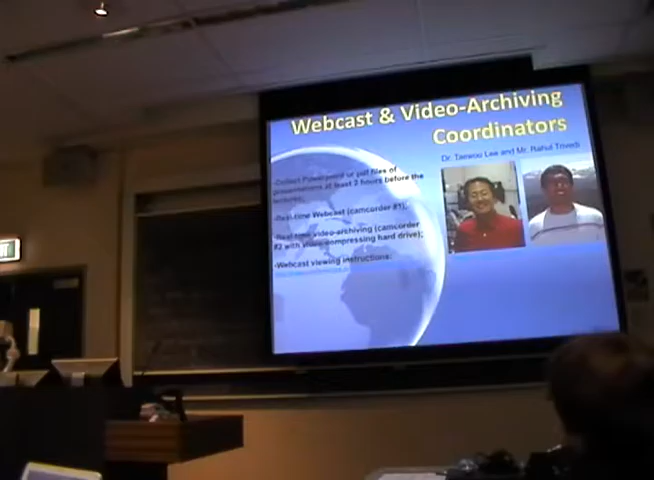 Webcast & Video-Archiving
Coordinators
Dr. Taewou Lee and Mr. Rahul Trivedi
-Collect Powerpoint or pdf files of
presentations at least 2 hours before the
lectures;
-Real-time Webcast (camcorder #1);
-Real-time video-archiving (camcorder
#2 with video-compressing hard drive);
-Webcast viewing instructions: